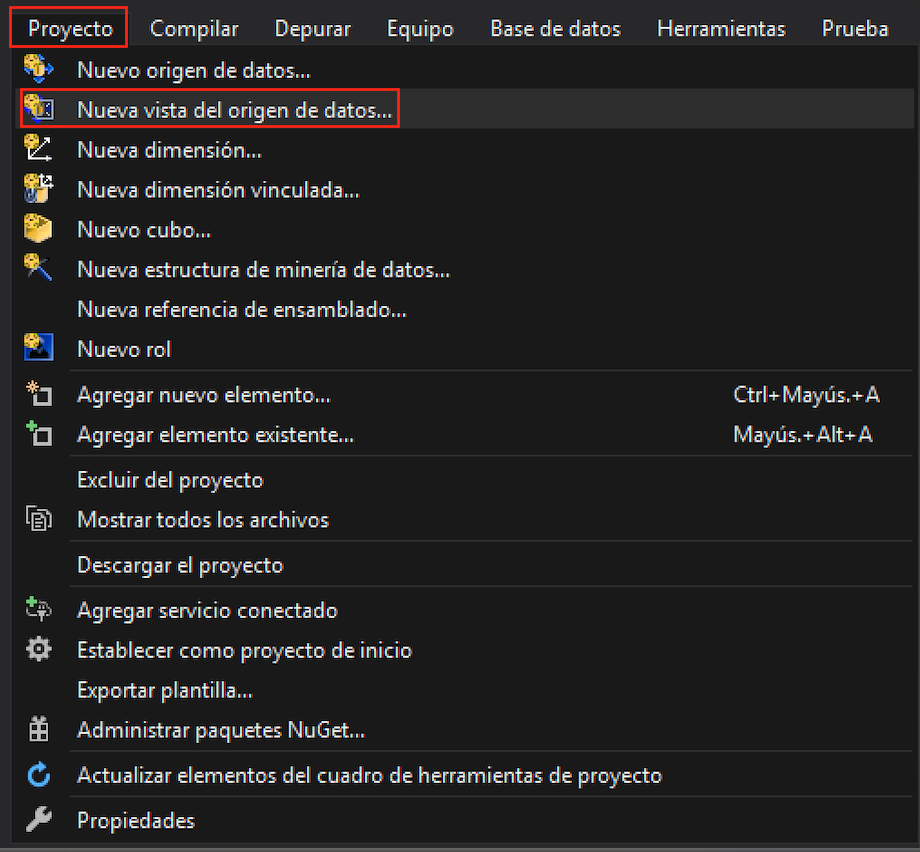 Proyecto Compilar Depurar Equipo Base de datos Herramientas Prueba
Nuevo origen de datos...
Nueva vista del origen de datos...
Nueva dimensión...
Nueva dimensión vinculada...
Nuevo cubo...
Nueva estructura de minería de datos...
Nueva referencia de ensamblado...
Nuevo rol
Agregar nuevo elemento... Ctrl+Mayús.+A
Agregar elemento existente... Mayús.+Alt+A
Excluir del proyecto
Mostrar todos los archivos
Descargar el proyecto
Agregar servicio conectado
Establecer como proyecto de inicio
Exportar plantilla...
Administrar paquetes NuGet...
Actualizar elementos del cuadro de herramientas de proyecto
Propiedades